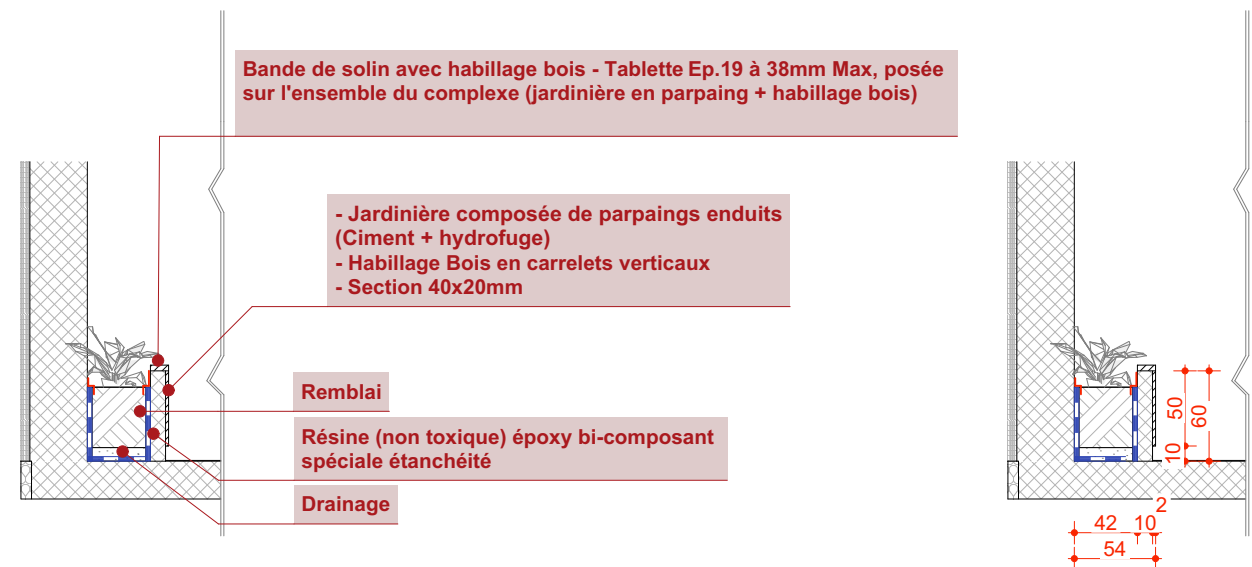 Bande de solin avec habillage bois - Tablette Ep.19 à 38mm Max, posée
sur l'ensemble du complexe (jardinière en parpaing + habillage bois)
- Jardinière composée de parpaings enduits
(Ciment + hydrofuge)
- Habillage Bois en carrelets verticaux
- Section 40x20mm
Remblai
Résine (non toxique) époxy bi-composant
spéciale étanchéité
Drainage
50
60
10
2
42
10
54